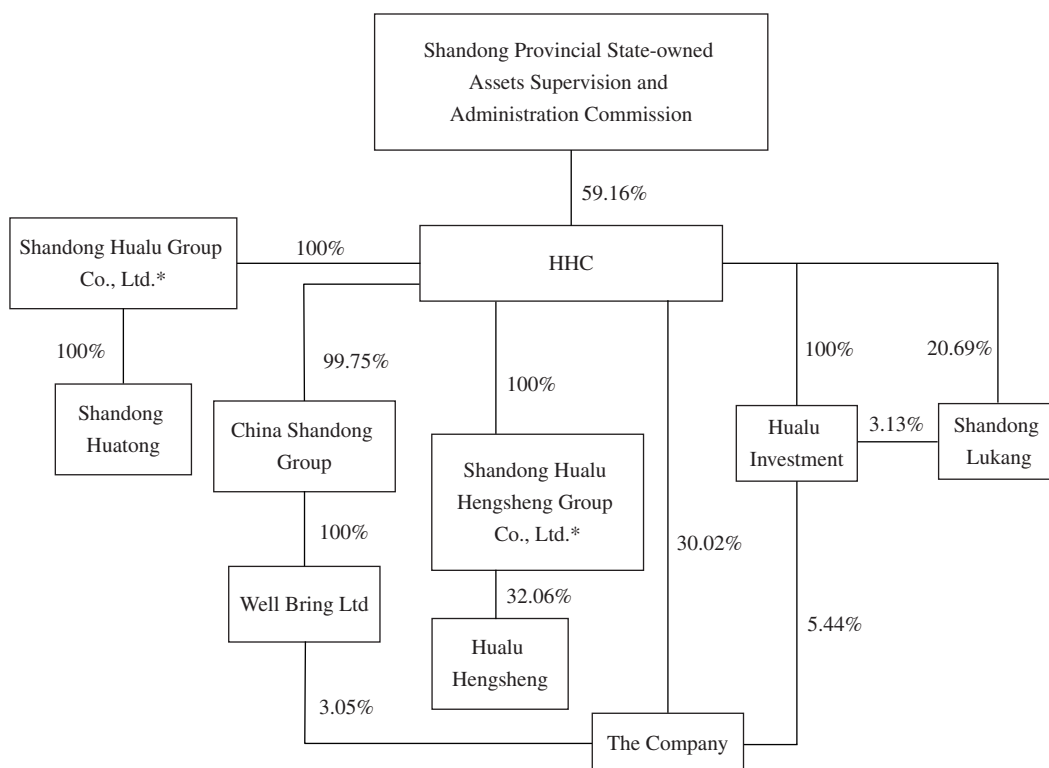 Shandong Provincial State-owned
Assets Supervision and
Administration Commission
59.16%
Shandong Hualu Group
Co., Ltd.*
100%
HHC
100%
99.75%
100%
100%
20.69%
Shandong
Huatong
China Shandong
Group
Shandong Hualu
Hengsheng Group
Co., Ltd.*
Hualu
Investment
3.13%
Shandong
Lukang
100%
30.02%
Well Bring Ltd
32.06%
5.44%
Hualu
Hengsheng
3.05%
The Company